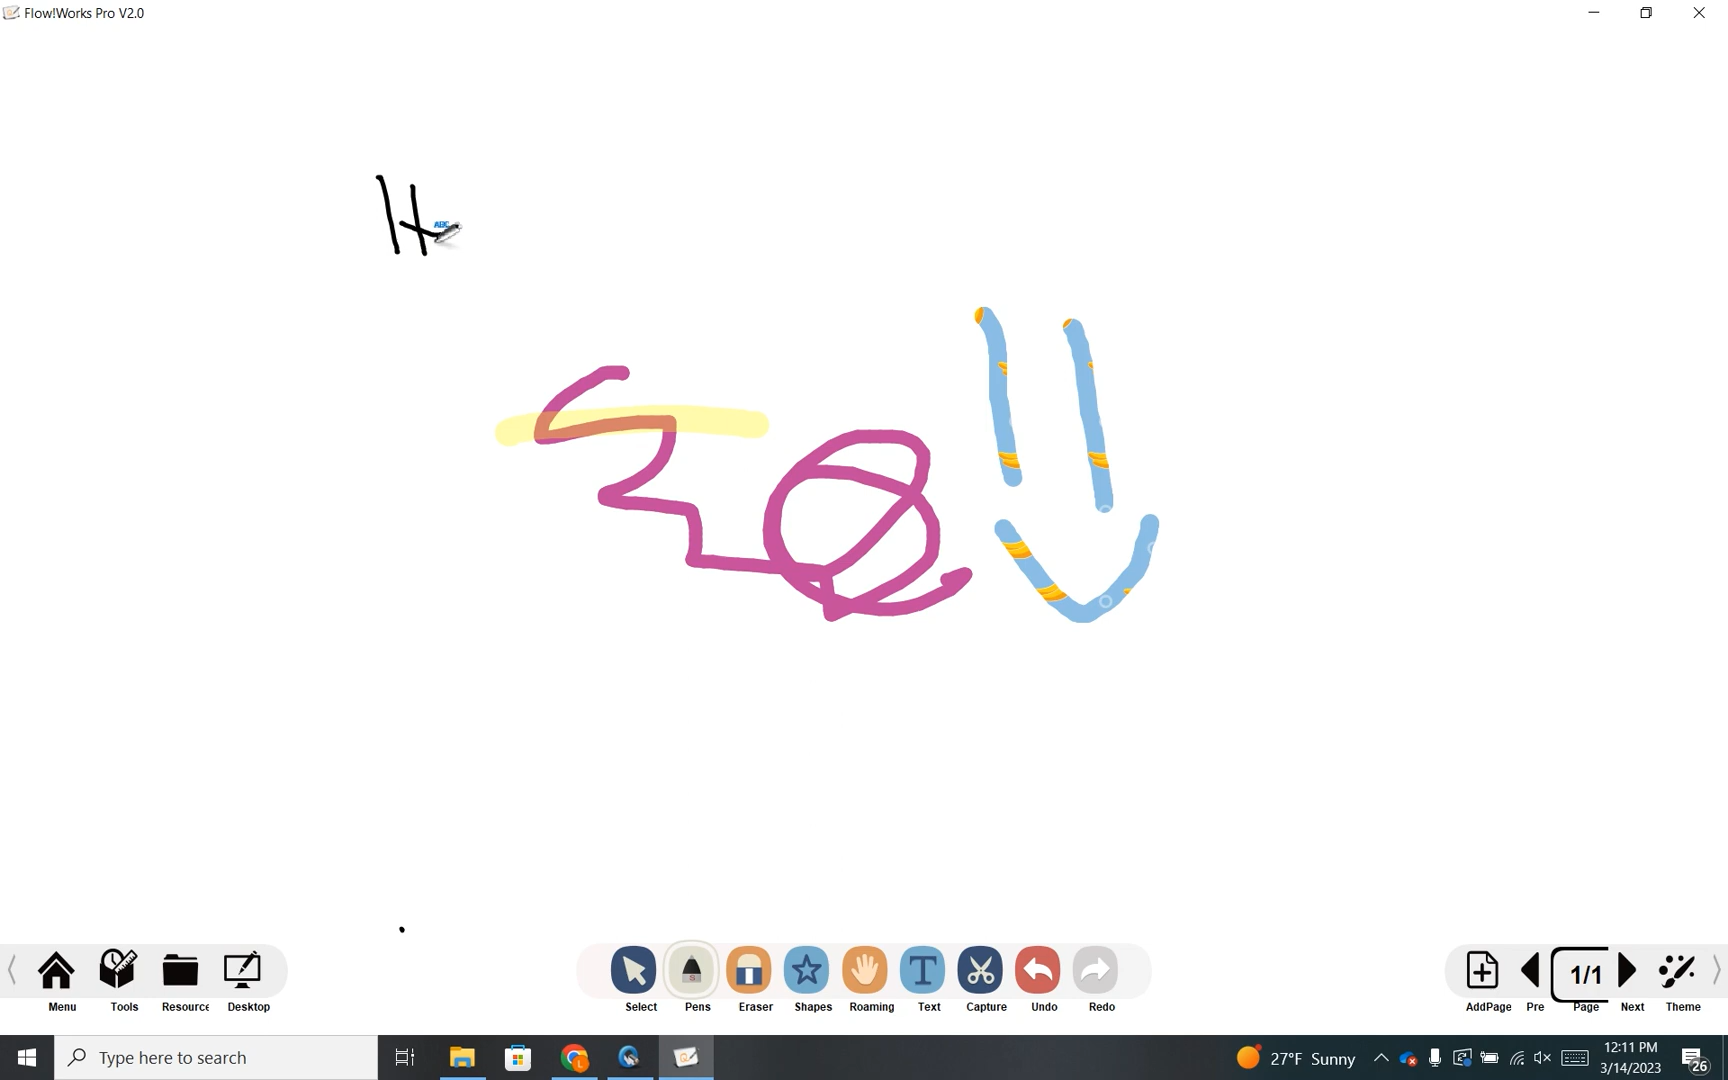 Flow!Works Pro V2.0
H
ABC
S
T
1/1
Menu Tools Resource Desktop
Select Pens Eraser Shapes Roaming Text Capture Undo Redo
AddPage Pre Page Next Theme
Type here to search
27°F Sunny
12:11 PM
3/14/2023
26